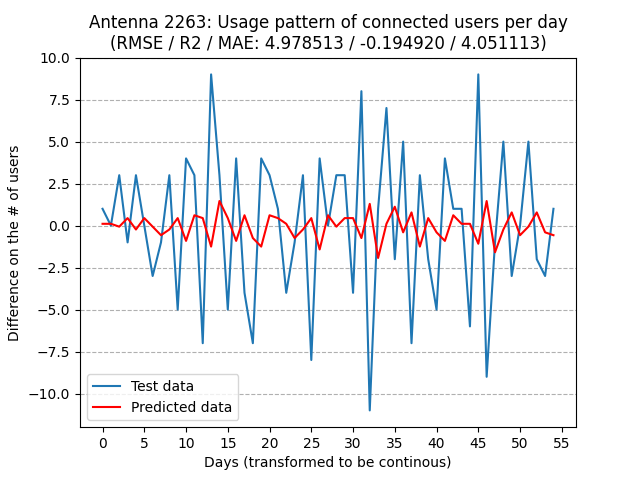 Antenna 2263: Usage pattern of connected users per day
(RMSE / R2 / MAE: 4.978513 / -0.194920 / 4.051113)
Difference on the # of users
10.0
7.5
5.0
2.5
0.0
−2.5
−5.0
−7.5
−10.0
Test data
Predicted data
0 5 10 15 20 25 30 35 40 45 50 55
Days (transformed to be continous)